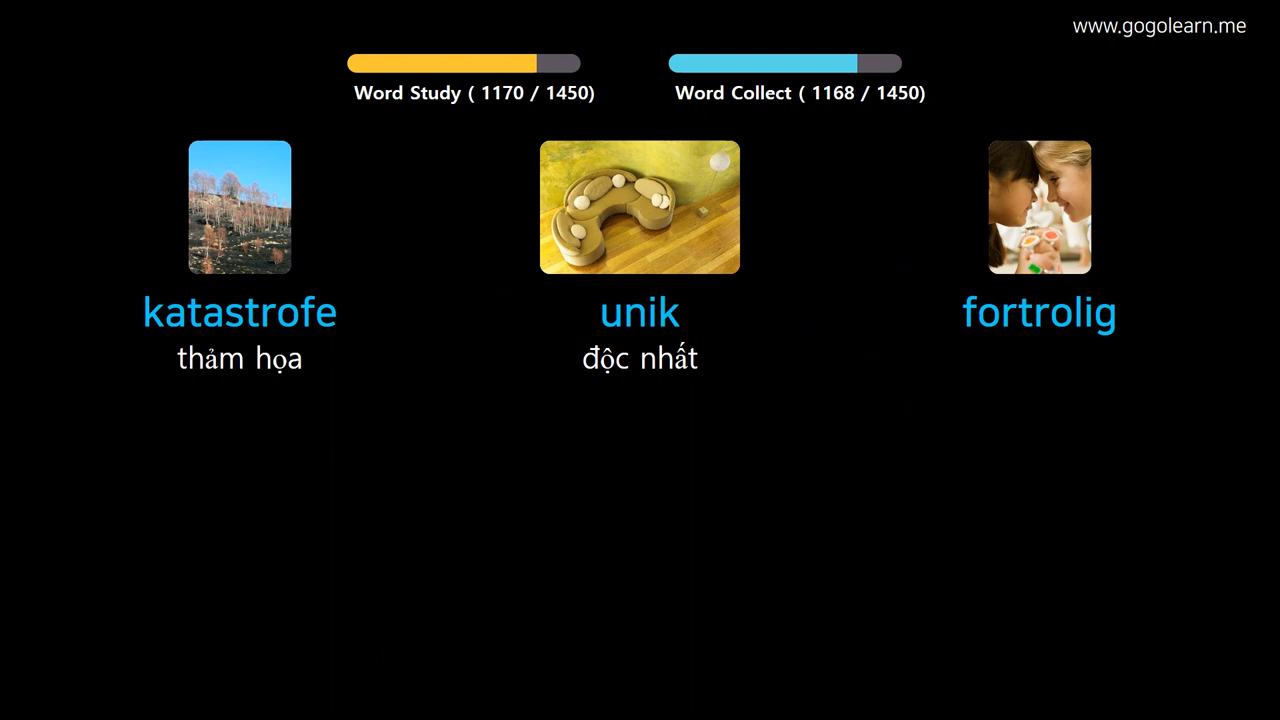 www.gogolearn.me
Word Study ( 1170 / 1450)
Word Collect ( 1168 / 1450)
katastrofe
thảm họa
unik
độc nhất
fortrolig